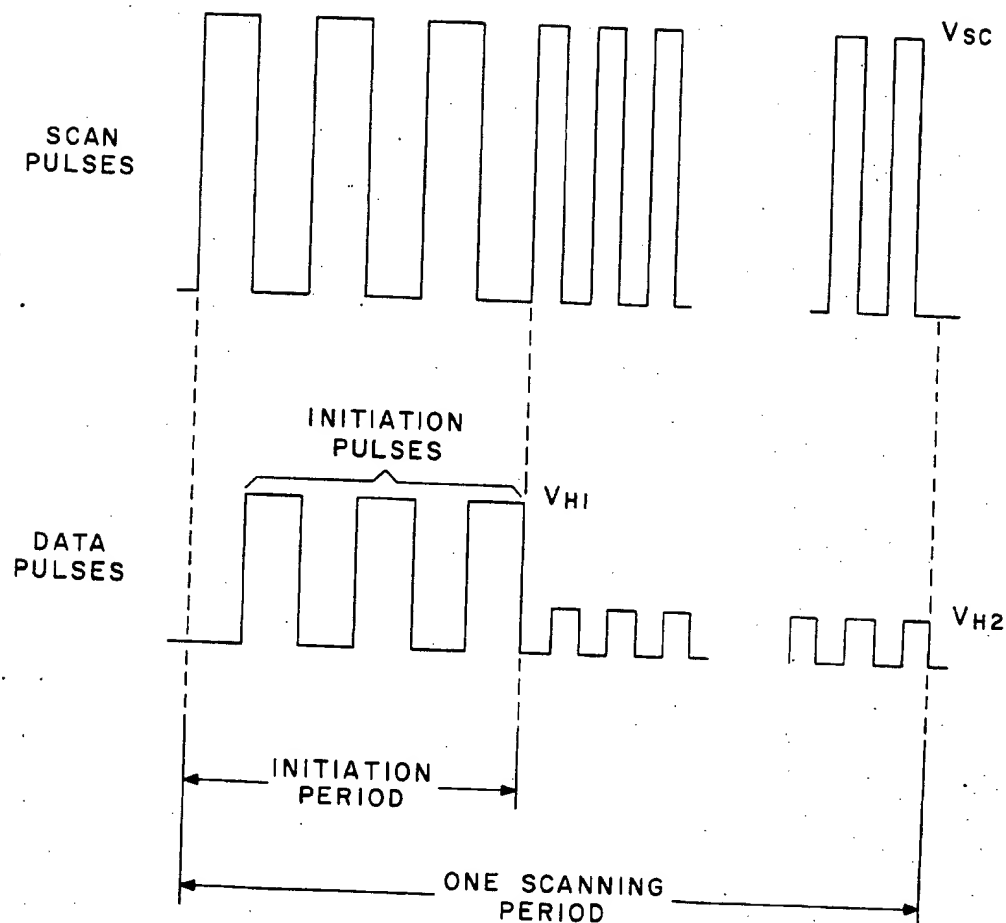 VSC
SCAN
PULSES
INITIATION
PULSES
VH1
DATA
PULSES
VH2
INITIATION
PERIOD
ONE SCANNING
PERIOD